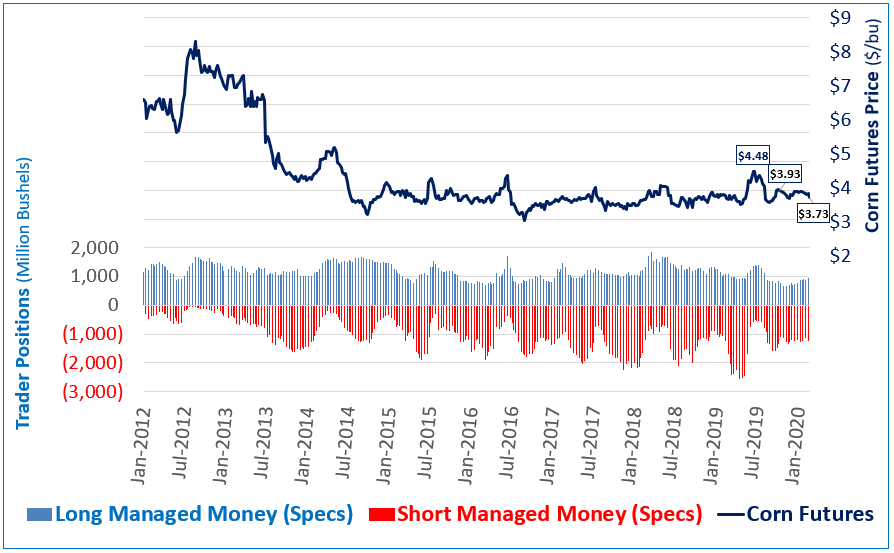 $9
$8
$7
$6
$5
$4
$3
$2
Corn Futures Price ($/bu)
$4.48
$3.93
$3.73
Trader Positions (Million Bushels)
2,000
1,000
0
(1,000)
(2,000)
(3,000)
Jan-2012
Jul-2012
Jan-2013
Jul-2013
Jan-2014
Jul-2014
Jan-2015
Jul-2015
Jan-2016
Jul-2016
Jan-2017
Jul-2017
Jan-2018
Jul-2018
Jan-2019
Jul-2019
Jan-2020
Long Managed Money (Specs)
Short Managed Money (Specs)
Corn Futures